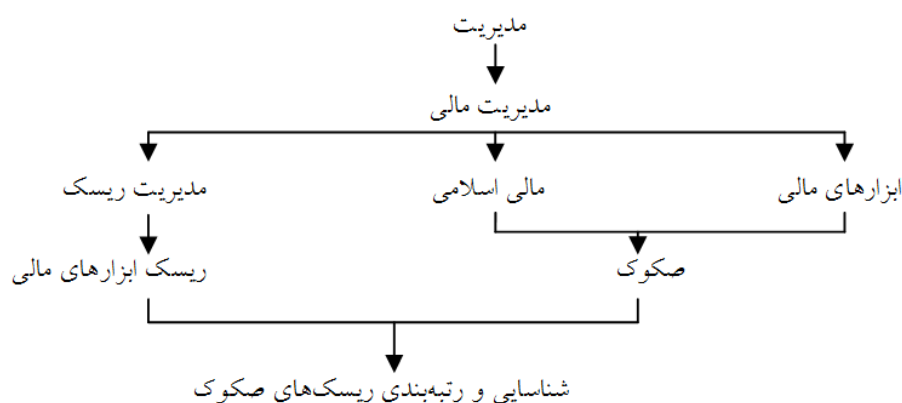 مدیریت
مدیریت مالی
ابزارهای مالی
مالی اسلامی
مدیریت ریسک
صکوک
ریسک ابزارهای مالی
شناسایی و رتبه‌بندی ریسک‌های صکوک